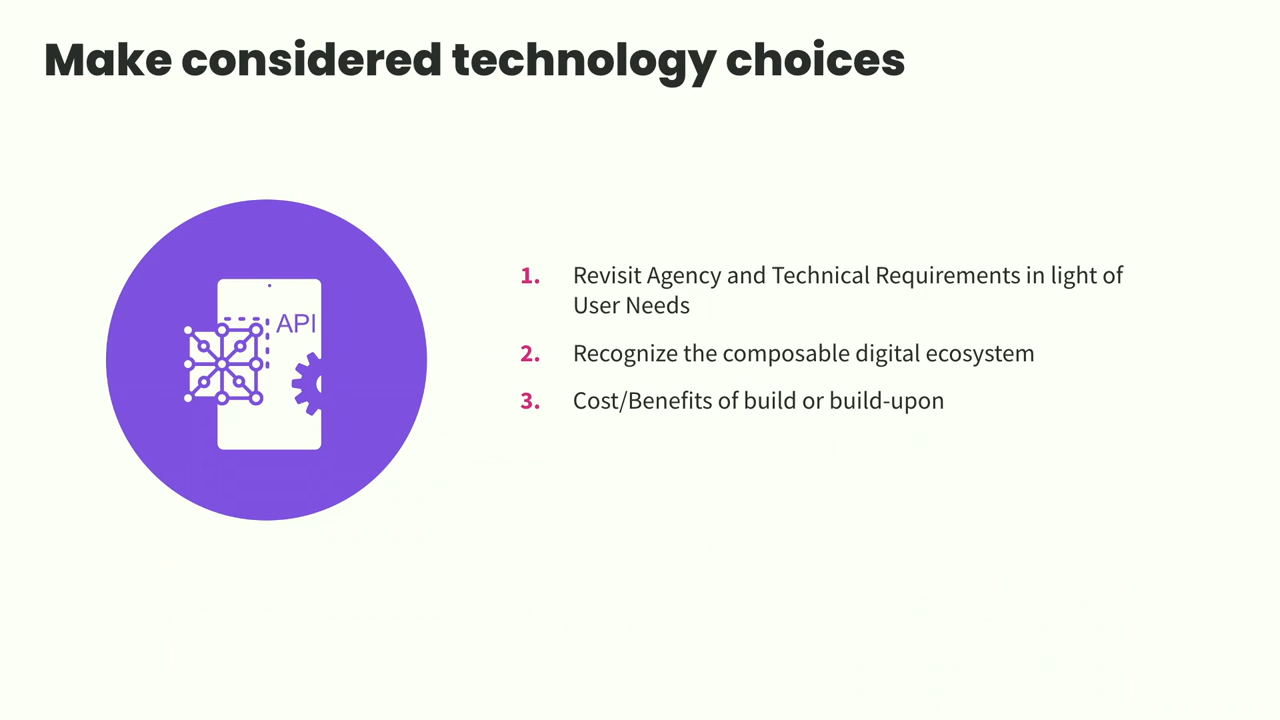 Make considered technology choices
API
1. Revisit Agency and Technical Requirements in light of
User Needs
2. Recognize the composable digital ecosystem
3. Cost/Benefits of build or build-upon